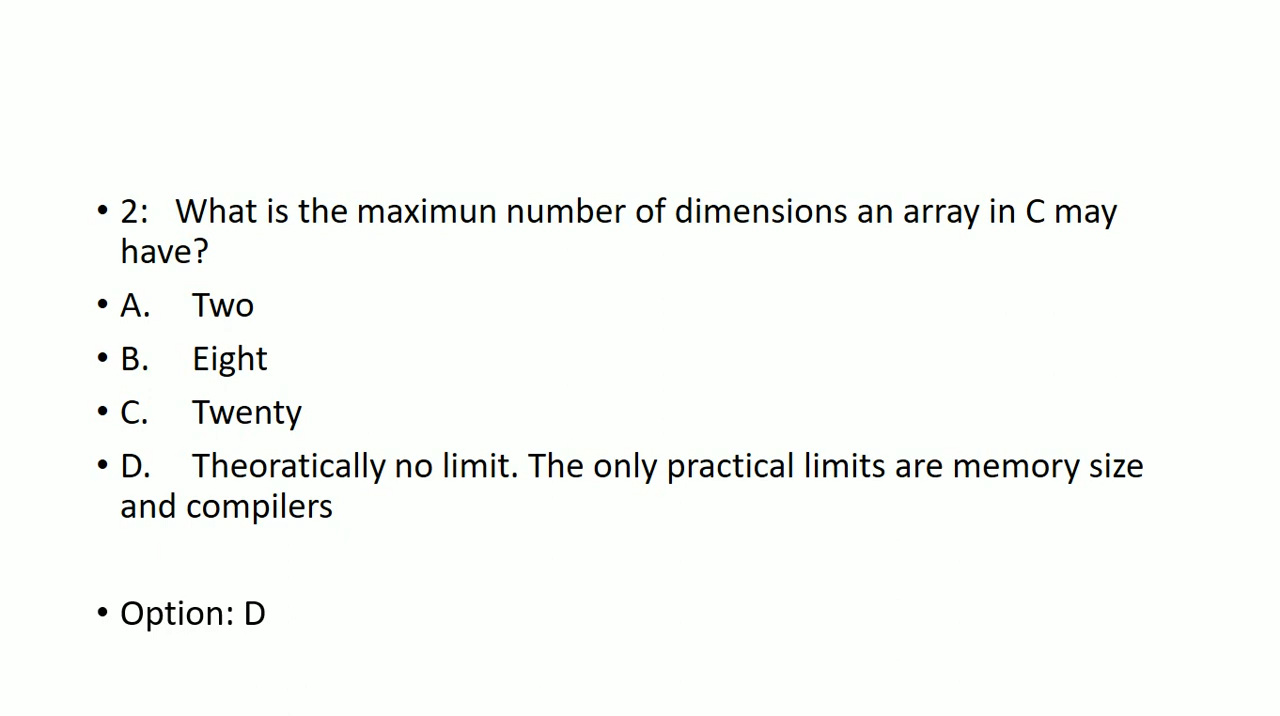 • 2: What is the maximun number of dimensions an array in C may
have?
• A. Two
• B. Eight
• C. Twenty
• D. Theoratically no limit. The only practical limits are memory size
and compilers
• Option: D